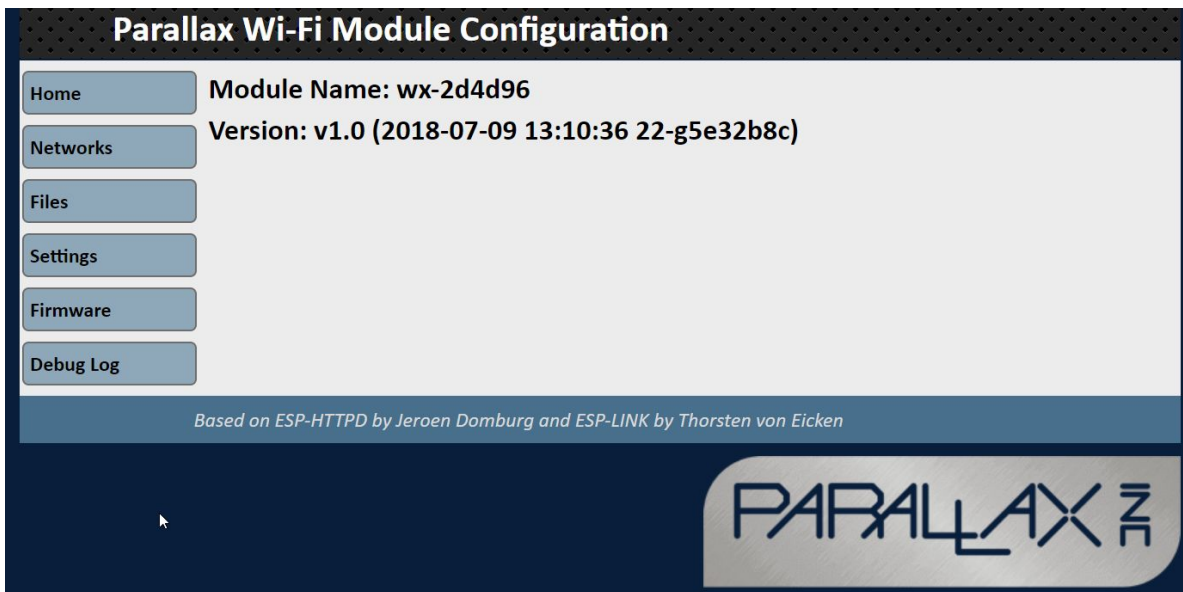 Parallax Wi-Fi Module Configuration
Home
Networks
Files
Settings
Firmware
Debug Log
Module Name: wx-2d4d96
Version: v1.0 (2018-07-09 13:10:36 22-g5e32b8c)
Based on ESP-HTTPD by Jeroen Domburg and ESP-LINK by Thorsten von Eicken
PARALLAX INC